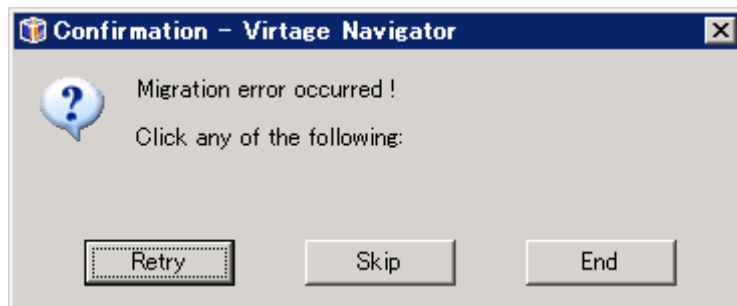 Confirmation - Virtage Navigator
Migration error occurred !
Click any of the following:
Retry Skip End